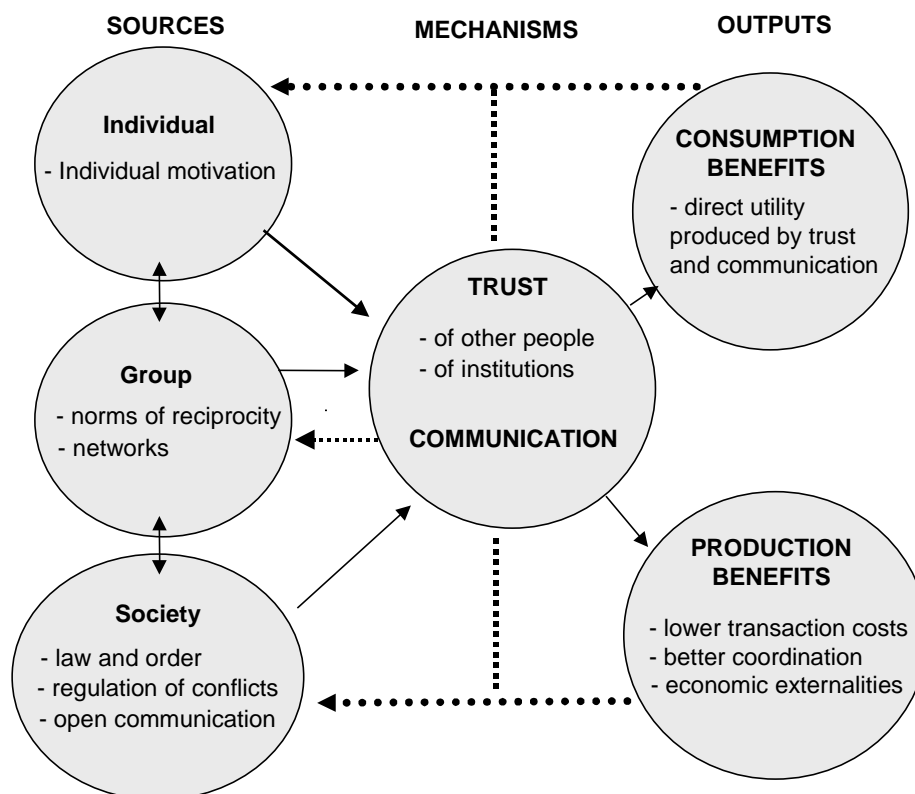 SOURCES
MECHANISMS
OUTPUTS
Individual
- Individual motivation
Group
- norms of reciprocity
- networks
Society
- law and order
- regulation of conflicts
- open communication
TRUST
- of other people
- of institutions
COMMUNICATION
CONSUMPTION
BENEFITS
- direct utility
produced by trust
and communication
PRODUCTION
BENEFITS
- lower transaction costs
- better coordination
- economic externalities